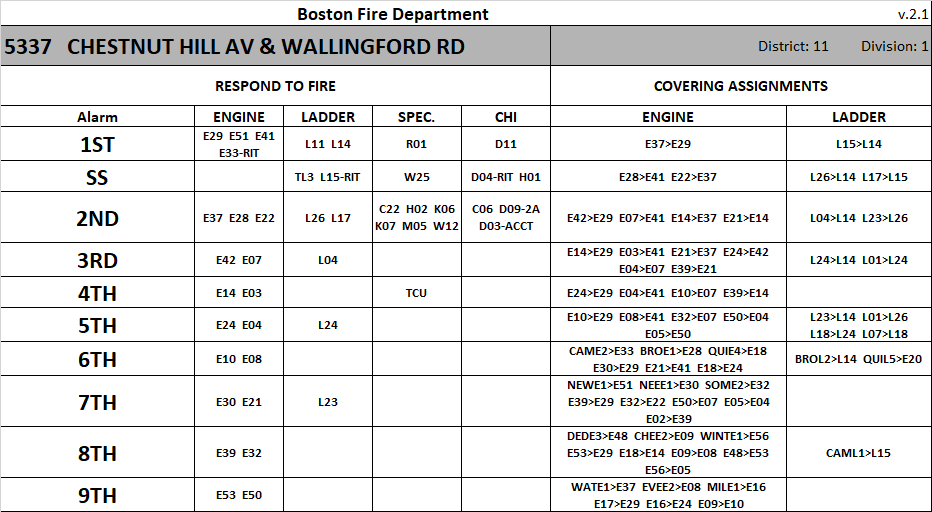 Boston Fire Department v.2.1
5337 CHESTNUT HILL AV & WALLINGFORD RD District: 11 Division: 1
RESPOND TO FIRE COVERING ASSIGNMENTS
Alarm ENGINE LADDER SPEC. CHI ENGINE LADDER
1ST E29 E51 E41 E33-RIT L11 L14 R01 D11 E37>E29 L15>L14
SS TL3 L15-RIT W25 D04-RIT H01 E28>E41 E22>E37 L26>L14 L17>L15
2ND E37 E28 E22 L26 L17 C22 H02 K06 K07 M05 W12 C06 D09-2A D03-ACCT E42>E29 E07>E41 E14>E37 E21>E14 L04>L14 L23>L26
3RD E42 E07 L04 E14>E29 E03>E41 E21>E37 E24>E42 E04>E07 E39>E21 L24>L14 L01>L24
4TH E14 E03 TCU E24>E29 E04>E41 E10>E07 E39>E14
5TH E24 E04 L24 E10>E29 E08>E41 E32>E07 E50>E04 E05>E50 L23>L14 L01>L26 L18>L24 L07>L18
6TH E10 E08 CAME2>E33 BROE1>E28 QUIE4>E18 E30>E29 E21>E41 E18>E24 BROL2>L14 QUIL5>E20
7TH E30 E21 L23 NEWE1>E51 NEEE1>E30 SOME2>E32 E39>E29 E32>E22 E50>E07 E05>E04 E02>E39
8TH E39 E32 DEDE3>E48 CHEE2>E09 WINTE1>E56 E53>E29 E18>E14 E09>E08 E48>E53 E56>E05 CAML1>L15
9TH E53 E50 WATE1>E37 EVEE2>E08 MILE1>E16 E17>E29 E16>E24 E09>E10